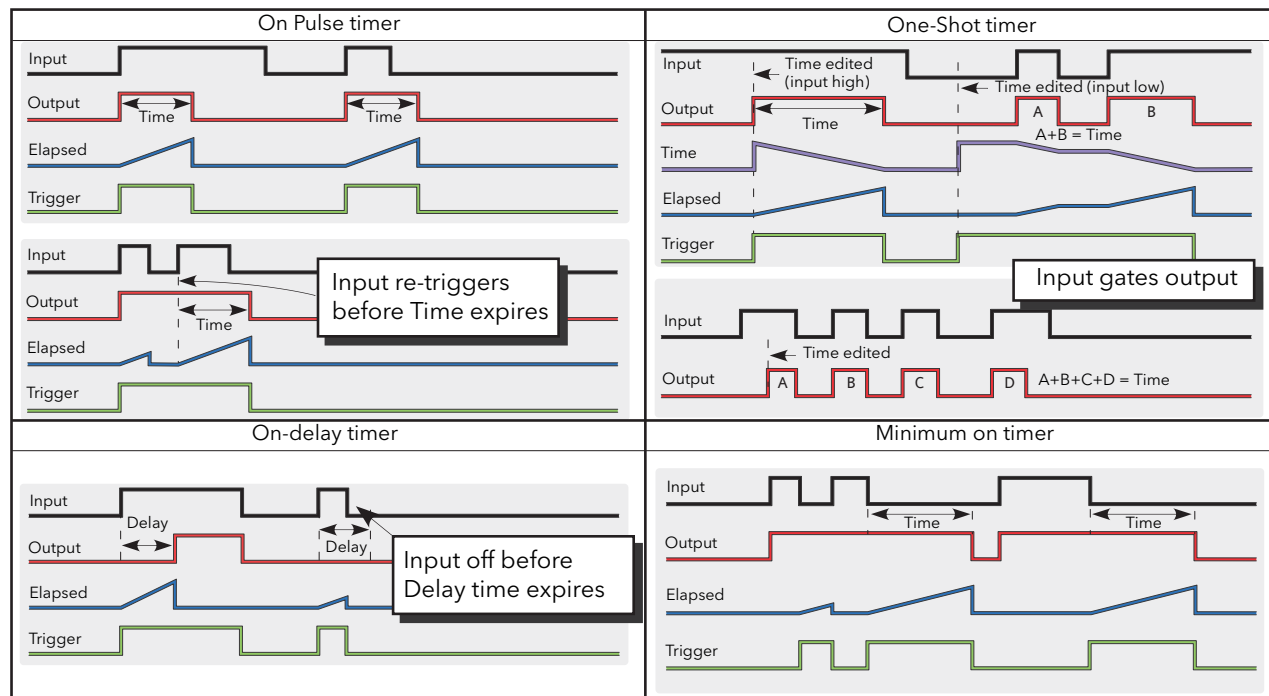 On Pulse timer
Input
Output
Time
Time
Elapsed
Trigger
Input
Input re-triggers
before Time expires
Output
Time
Elapsed
Trigger
One-Shot timer
Input
Time edited
(input high)
Time edited (input low)
Output
Time
A
B
A+B = Time
Time
Elapsed
Trigger
Input gates output
Input
Time edited
Output
A
B
C
D
A+B+C+D = Time
On-delay timer
Input
Delay
Output
Delay
Input off before
Delay time expires
Elapsed
Trigger
Minimum on timer
Input
Time
Time
Output
Elapsed
Trigger